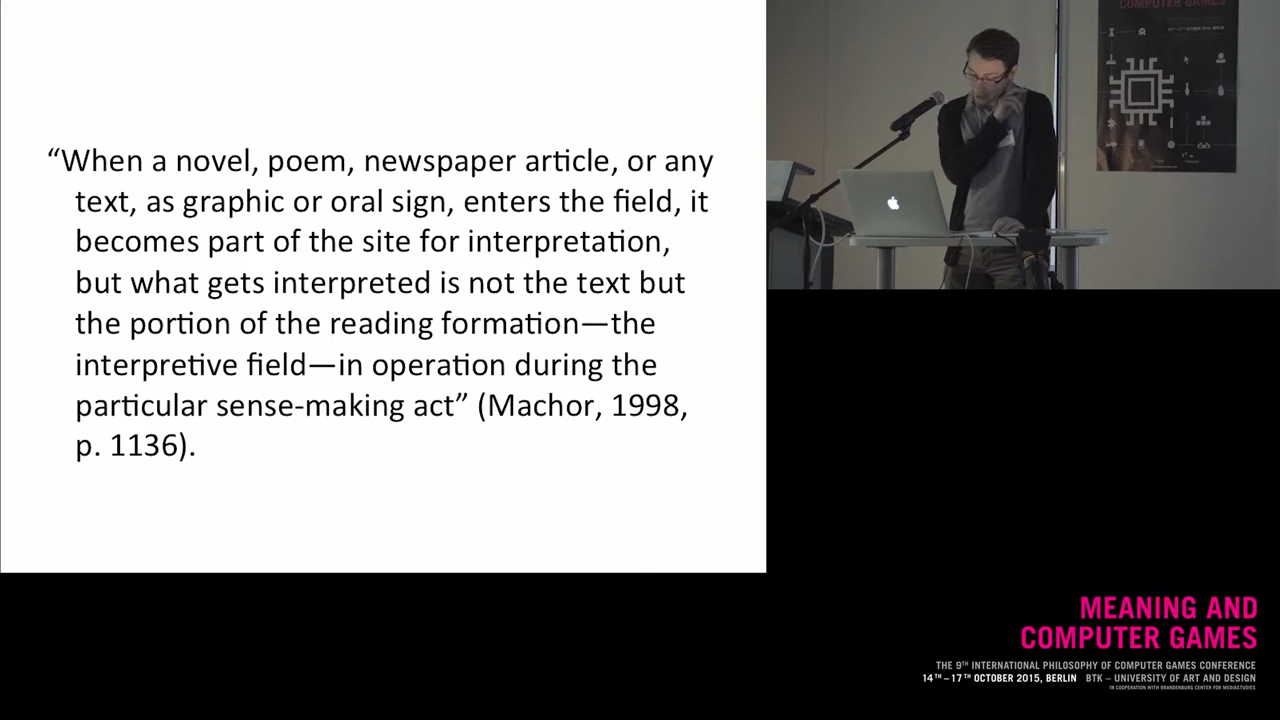 “When a novel, poem, newspaper article, or any
text, as graphic or oral sign, enters the field, it
becomes part of the site for interpretation,
but what gets interpreted is not the text but
the portion of the reading formation—the
interpretive field—in operation during the
particular sense-making act” (Machor, 1998,
p. 1136).
COMPUTER GAMES
MEANING AND
COMPUTER GAMES
THE 9TH INTERNATIONAL PHILOSOPHY OF COMPUTER GAMES CONFERENCE
14TH – 17TH OCTOBER 2015, BERLIN BTK – UNIVERSITY OF ART AND DESIGN
IN COOPERATION WITH BRANDENBURG CENTER FOR MEDIASTUDIES